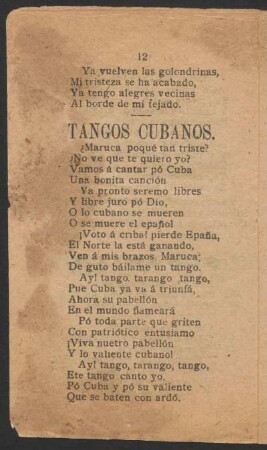 12
Ya vuelven las golondrinas,
Mi tristeza se ha acabado,
Ya tengo alegres vecinas
Al borde de mi tejado.
TANGOS CUBANOS.
¿Maruca poqué tan triste?
¿No ve que te quiero yo?
Vamos á cantar pó Cuba
Una bonita canción
Ya pronto seremo libres
Y libre juro pó Dio,
O lo cubano se mueren
O se muere el epañol
¡Voto á criba! pierde Epaña,
El Norte la está ganando,
Ven á mis brazos, Maruca;
De guto báilame un tango.
Ay! tango, tarango tango,
Pue Cuba ya va á triunfá,
Ahora su pabellón
En el mundo flameará
Pó toda parte que griten
Con patriótico entusiamo
¡Viva nuetro pabellón
Y lo valiente cubano!
Ay! tango, tarango, tango,
Ete tango canto yo,
Pó Cuba y pó su valiente
Que se baten con ardó.